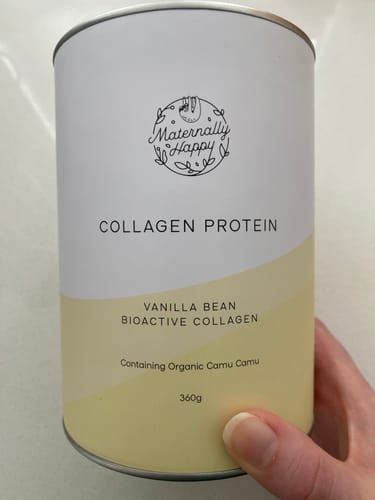 Maternally
Happy
COLLAGEN PROTEIN
VANILLA BEAN
BIOACTIVE COLLAGEN
Containing Organic Camu Camu
360g